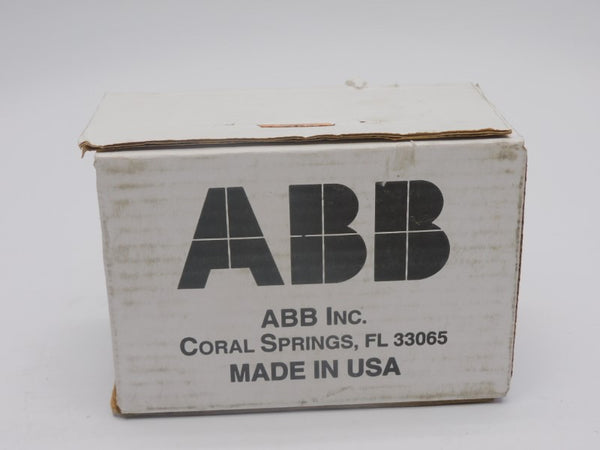 ABB
ABB INC.
CORAL SPRINGS, FL 33065
MADE IN USA